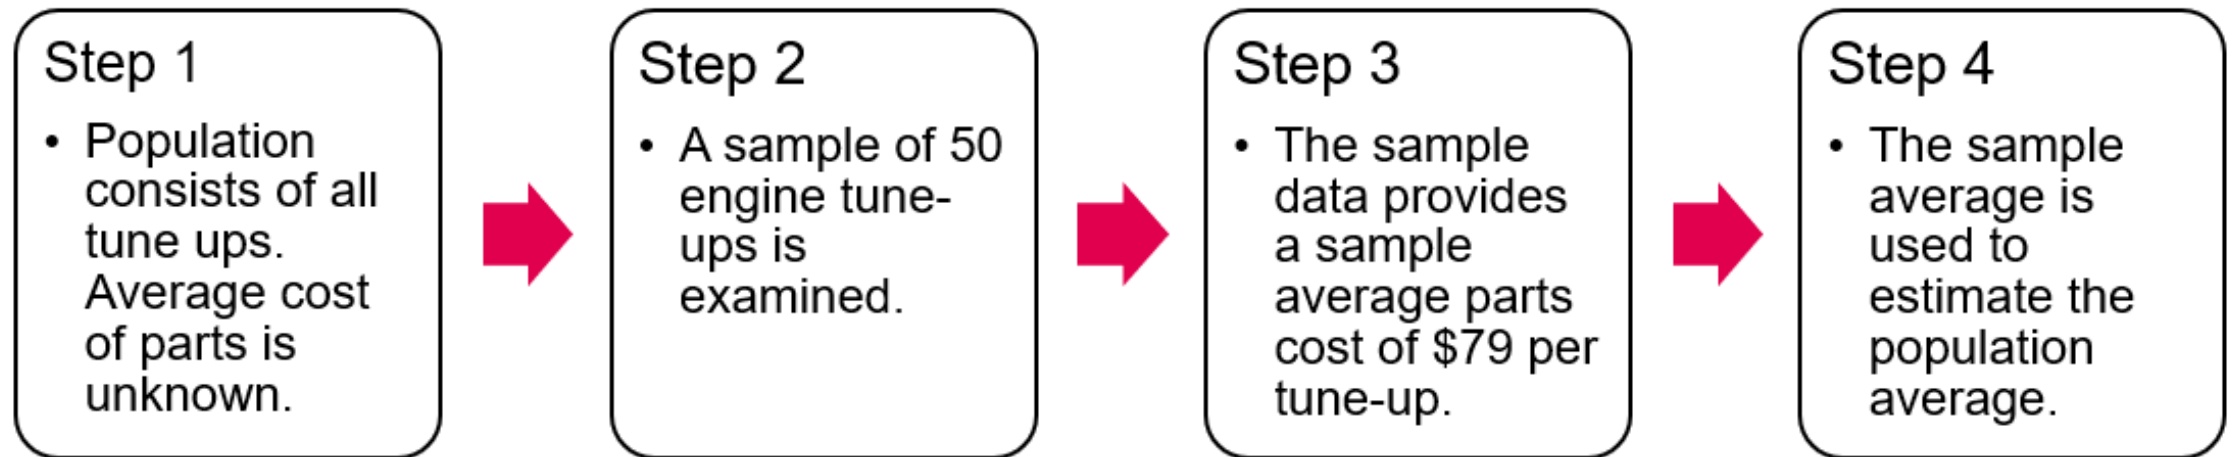 Step 1
• Population
consists of all
tune ups.
Average cost
of parts is
unknown.
Step 2
• A sample of 50
engine tune-
ups is
examined.
Step 3
• The sample
data provides
a sample
average parts
cost of $79 per
tune-up.
Step 4
• The sample
average is
used to
estimate the
population
average.